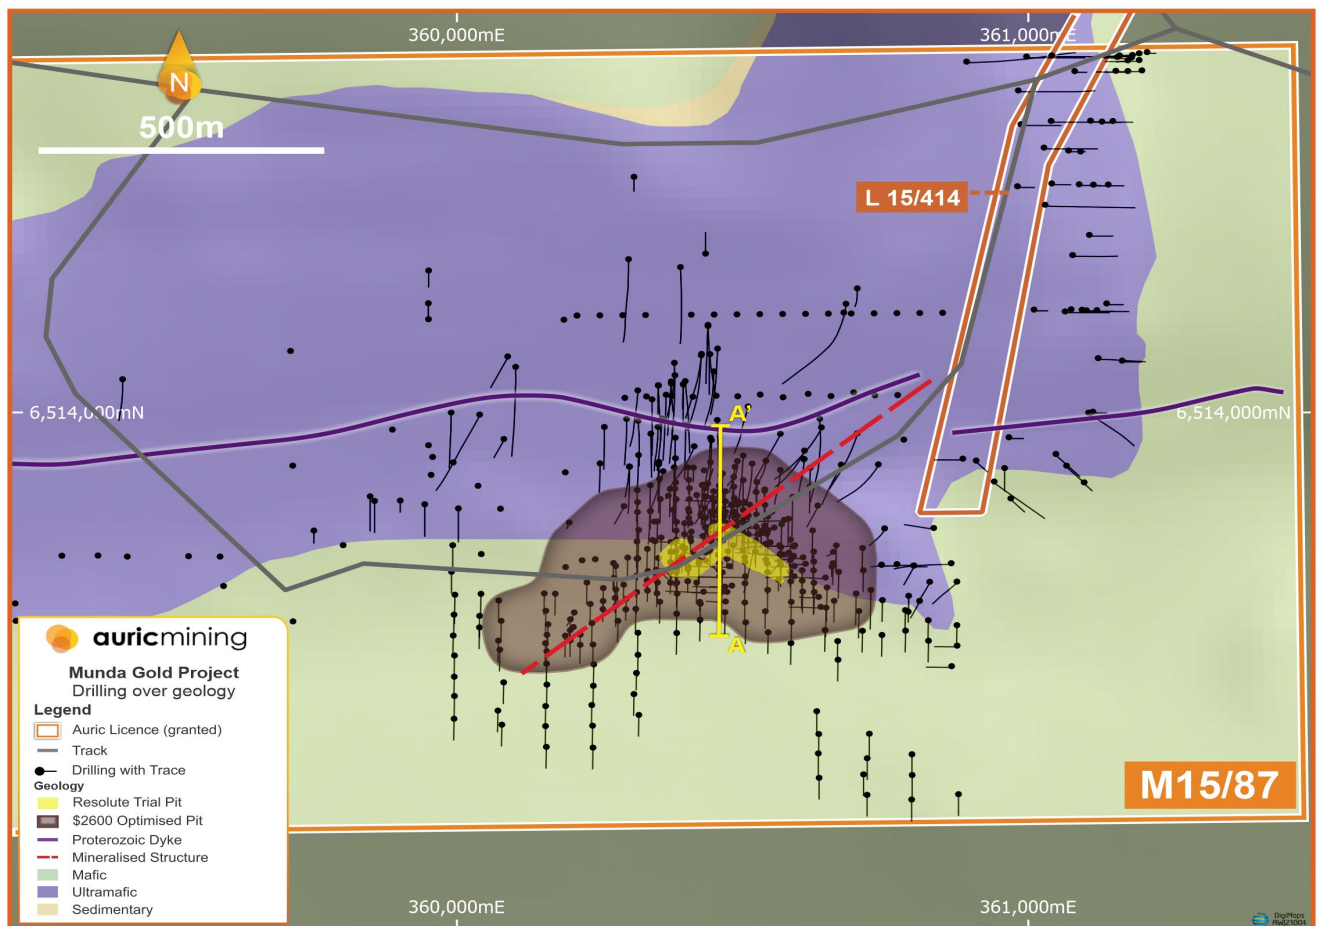 360,000mE
361,000mE
N
500m
L 15/414
A'
6,514,000mN
6,514,000mN
A
auricmining
Munda Gold Project
Drilling over geology
Legend
Auric Licence (granted)
Track
Drilling with Trace
Geology
Resolute Trial Pit
$2600 Optimised Pit
Proterozoic Dyke
Mineralised Structure
Mafic
Ultramafic
Sedimentary
M15/87
360,000mE
361,000mE
DigiMaps
RWJ21004